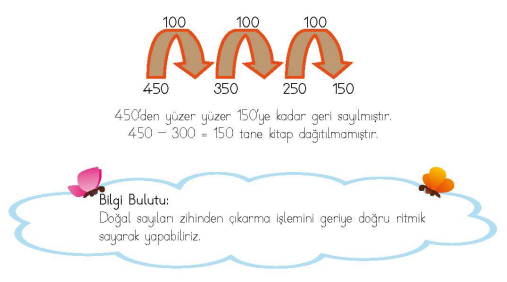 100 100 100
450 350 250 150
450'den yüzer yüzer 150'ye kadar geri sayılmıştır.
450 – 300 = 150 tane kitap dağıtılmamıştır.
Bilgi Bulutu:
Doğal sayıları zihinden çıkarma işlemini geriye doğru ritmik
sayarak yapabiliriz.